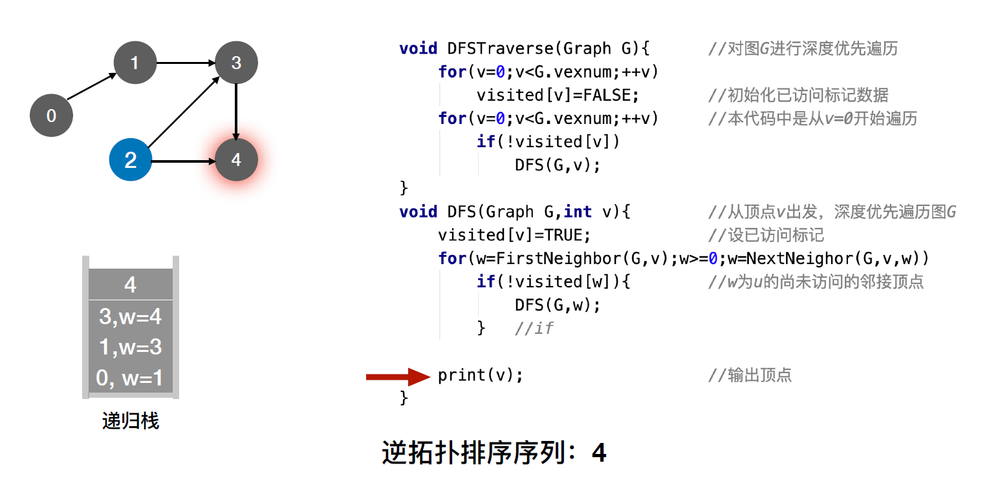 1
3
0
2
4
4
3,w=4
1,w=3
0, w=1
递归栈
void DFSTraverse(Graph G){ //对图G进行深度优先遍历
for(v=0;v<G.vexnum;++v)
visited[v]=FALSE; //初始化已访问标记数据
for(v=0;v<G.vexnum;++v) //本代码中是从v=0开始遍历
if(!visited[v])
DFS(G,v);
}
void DFS(Graph G,int v){ //从顶点v出发，深度优先遍历图G
visited[v]=TRUE; //设已访问标记
for(w=FirstNeighbor(G,v);w>=0;w=NextNeighor(G,v,w))
if(!visited[w]){ //w为u的尚未访问的邻接顶点
DFS(G,w);
} //if
print(v); //输出顶点
}
逆拓扑排序序列：4